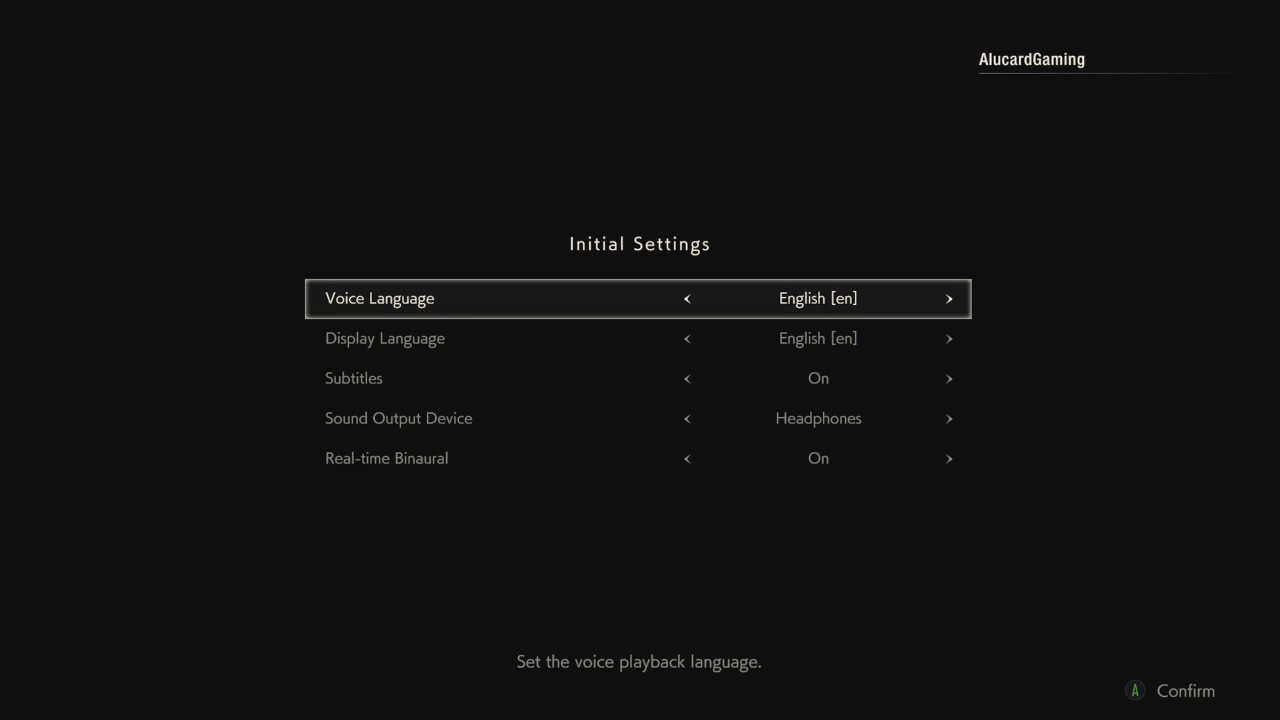 AlucardGaming
Initial Settings
Voice Language < English [en] >
Display Language < English [en] >
Subtitles < On >
Sound Output Device < Headphones >
Real-time Binaural < On >
Set the voice playback language.
A Confirm